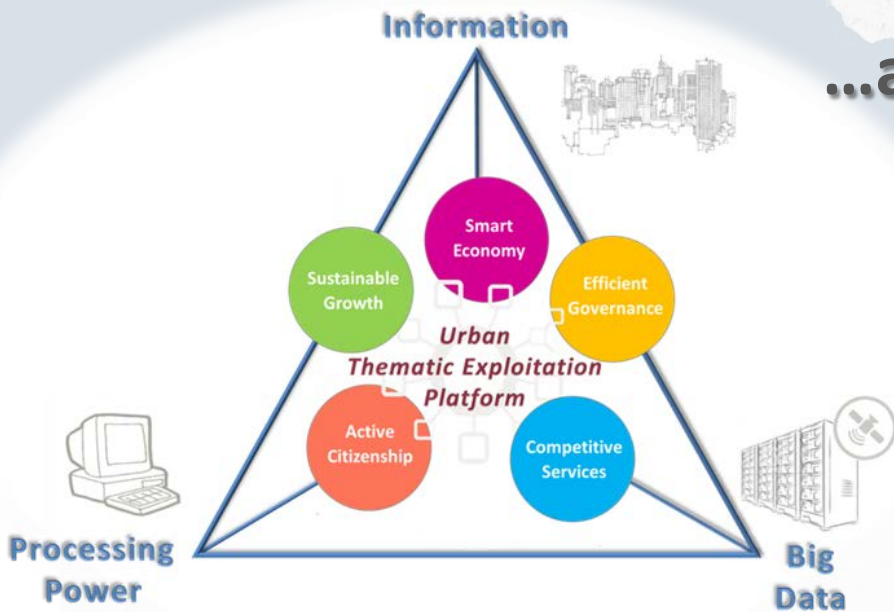 Information
...a
Smart
Economy
Sustainable
Growth
Efficient
Governance
Urban
Thematic Exploitation
Platform
Active
Citizenship
Competitive
Services
Processing
Power
Big
Data